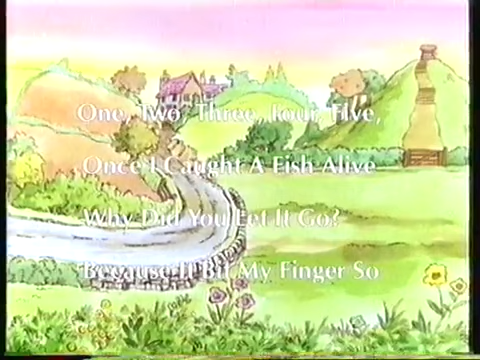 One, Two, Three, Four, Five,
Once I Caught A Fish Alive
Why Did You Let It Go?
Because It Bit My Finger So